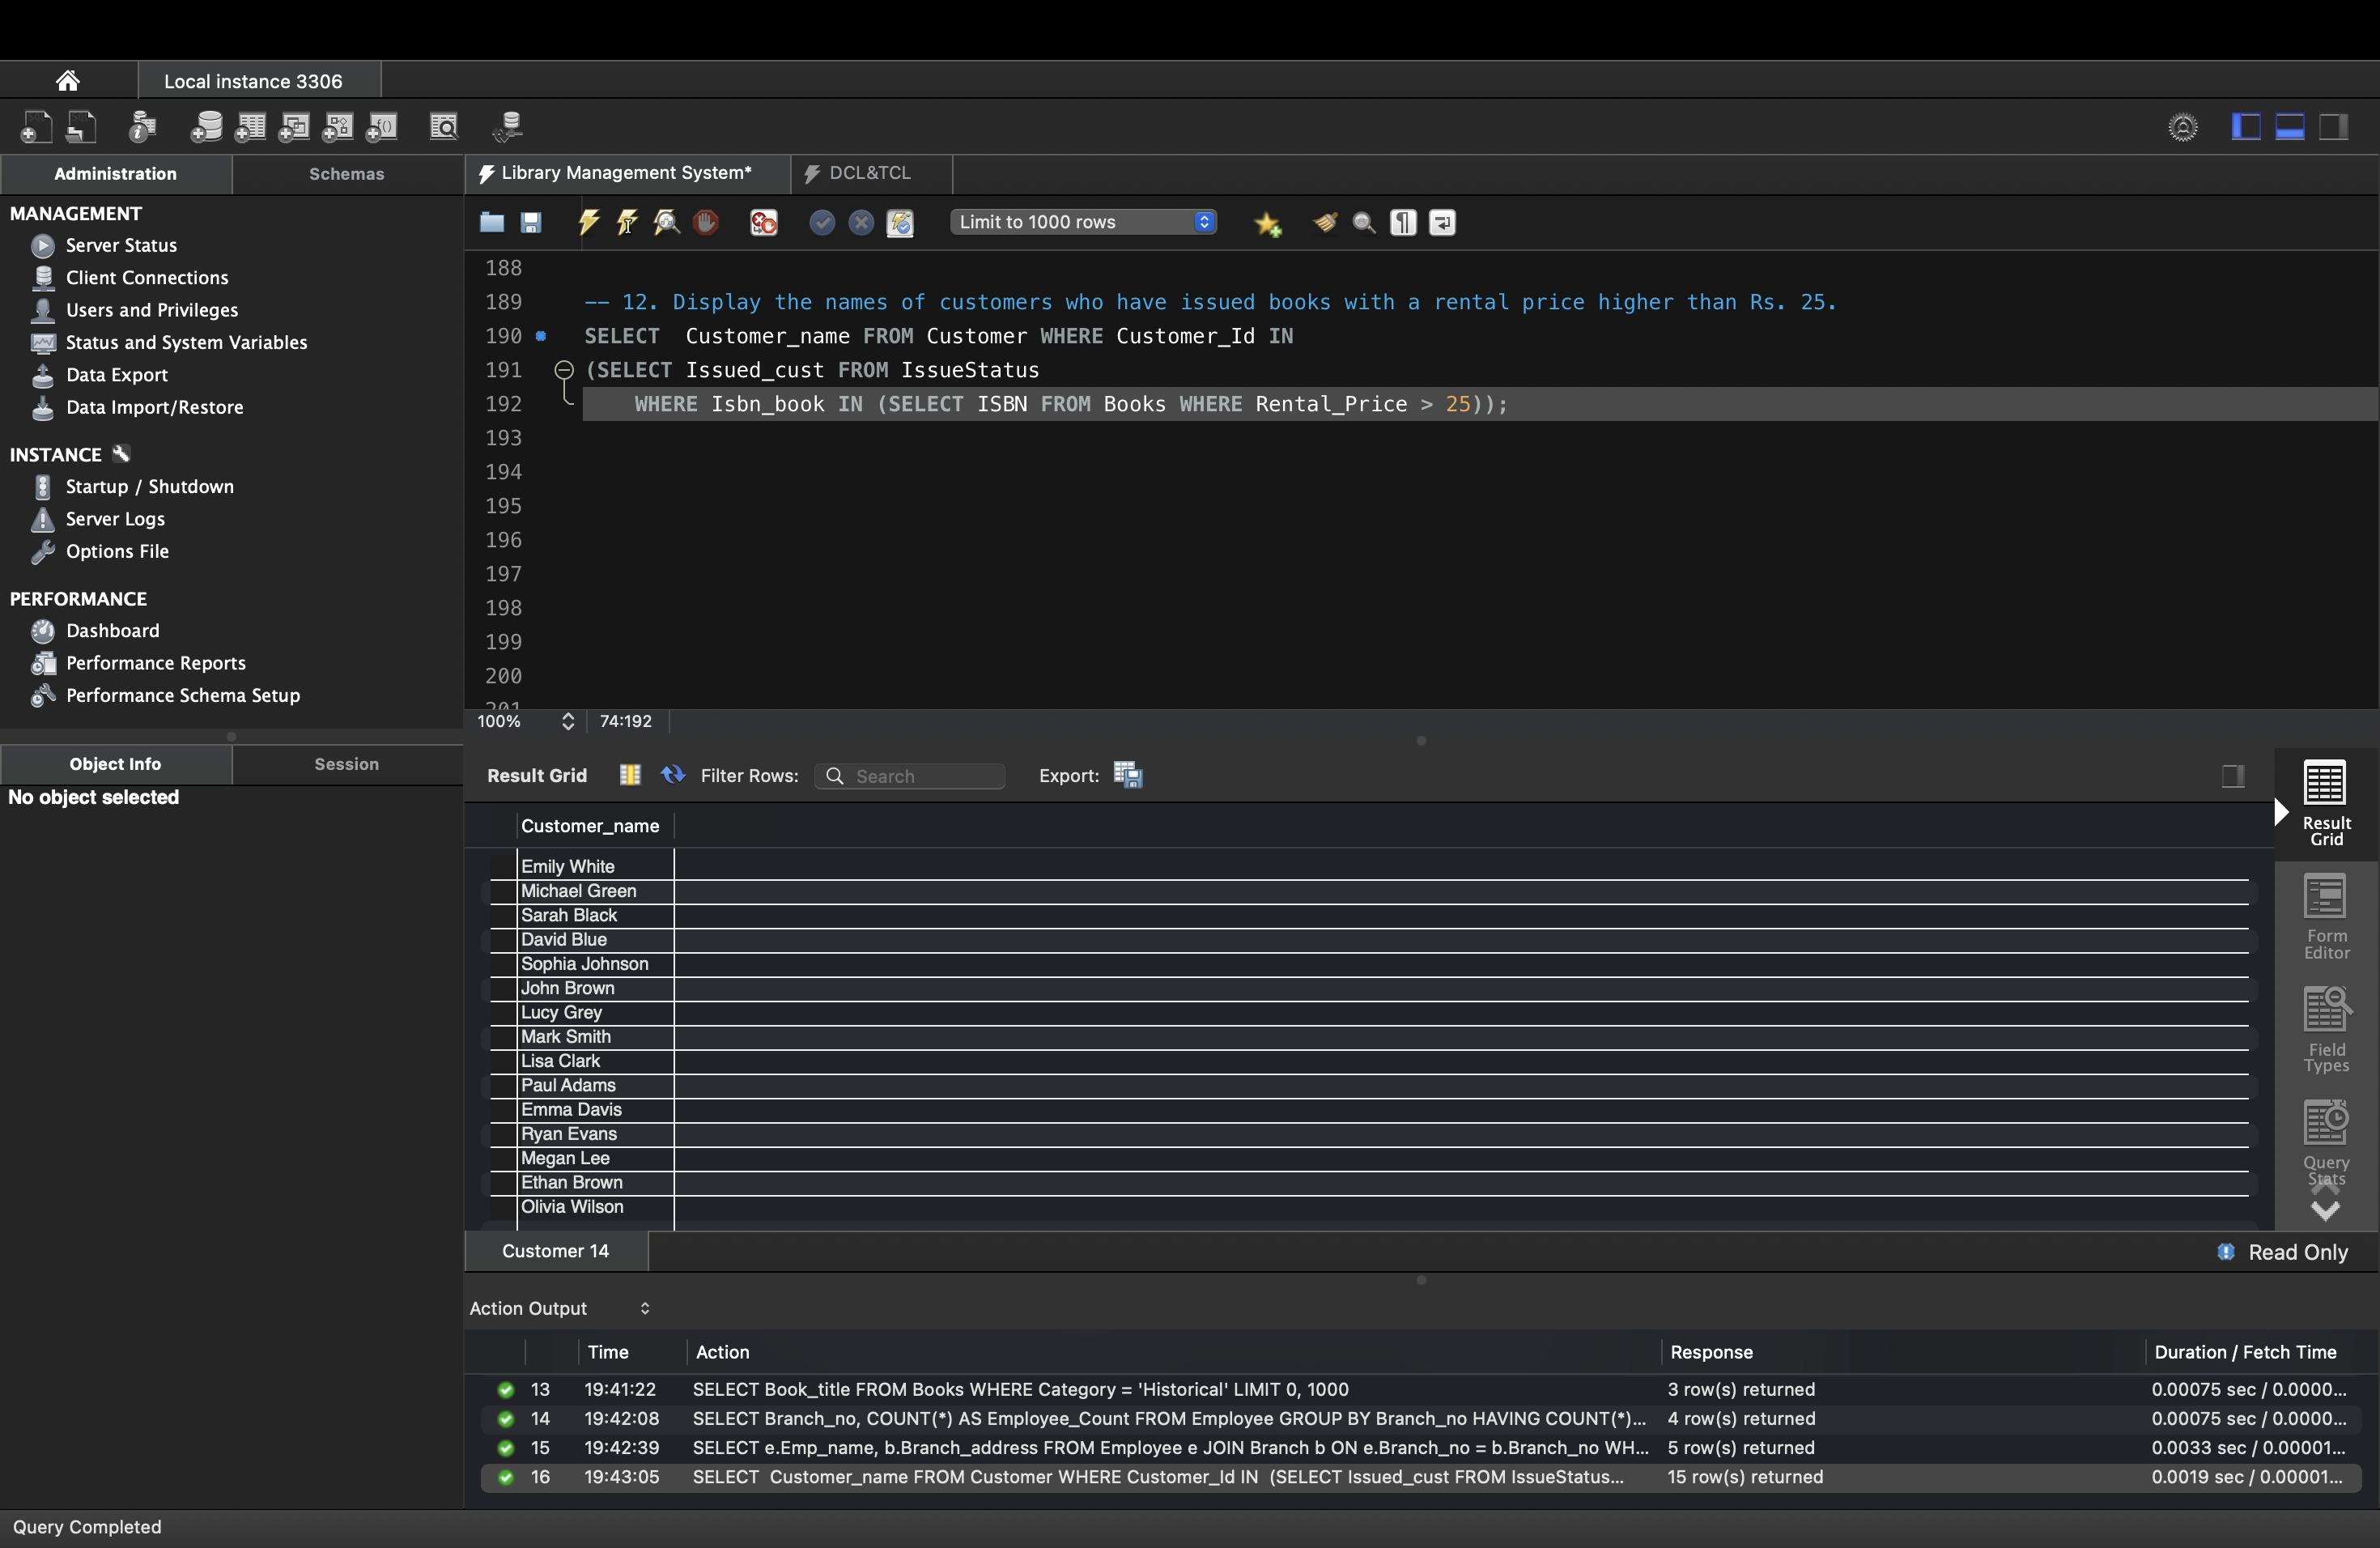 Local instance 3306
Administration
Schemas
Library Management System*
DCL&TCL
MANAGEMENT
Server Status
Client Connections
Users and Privileges
Status and System Variables
Data Export
Data Import/Restore
INSTANCE
Startup / Shutdown
Server Logs
Options File
PERFORMANCE
Dashboard
Performance Reports
Performance Schema Setup
Object Info
Session
No object selected
Limit to 1000 rows
188
189 -- 12. Display the names of customers who have issued books with a rental price higher than Rs. 25.
190 SELECT  Customer_name FROM Customer WHERE Customer_Id IN
191 (SELECT Issued_cust FROM IssueStatus
192 WHERE Isbn_book IN (SELECT ISBN FROM Books WHERE Rental_Price > 25));
193
194
195
196
197
198
199
200
201
100%
74:192
Result Grid
Filter Rows:
Search
Export:
Customer_name
Emily White
Michael Green
Sarah Black
David Blue
Sophia Johnson
John Brown
Lucy Grey
Mark Smith
Lisa Clark
Paul Adams
Emma Davis
Ryan Evans
Megan Lee
Ethan Brown
Olivia Wilson
Result
Grid
Form
Editor
Field
Types
Query
Stats
Customer 14
Read Only
Action Output
Time Action Response Duration / Fetch Time
13 19:41:22 SELECT Book_title FROM Books WHERE Category = 'Historical' LIMIT 0, 1000 3 row(s) returned 0.00075 sec / 0.0000...
14 19:42:08 SELECT Branch_no, COUNT(*) AS Employee_Count FROM Employee GROUP BY Branch_no HAVING COUNT(*)... 4 row(s) returned 0.00075 sec / 0.0000...
15 19:42:39 SELECT e.Emp_name, b.Branch_address FROM Employee e JOIN Branch b ON e.Branch_no = b.Branch_no WH... 5 row(s) returned 0.0033 sec / 0.00001...
16 19:43:05 SELECT  Customer_name FROM Customer WHERE Customer_Id IN  (SELECT Issued_cust FROM IssueStatus... 15 row(s) returned 0.0019 sec / 0.00001...
Query Completed